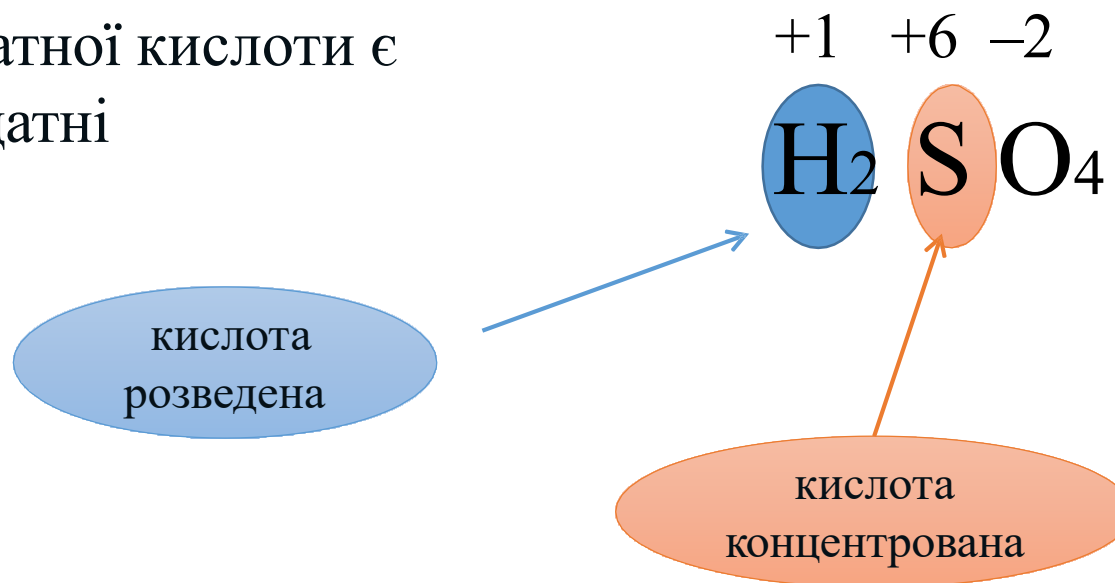 +1 +6 –2
атної кислоти є
датні
H2 S O4
кислота
розведена
кислота
концентрована